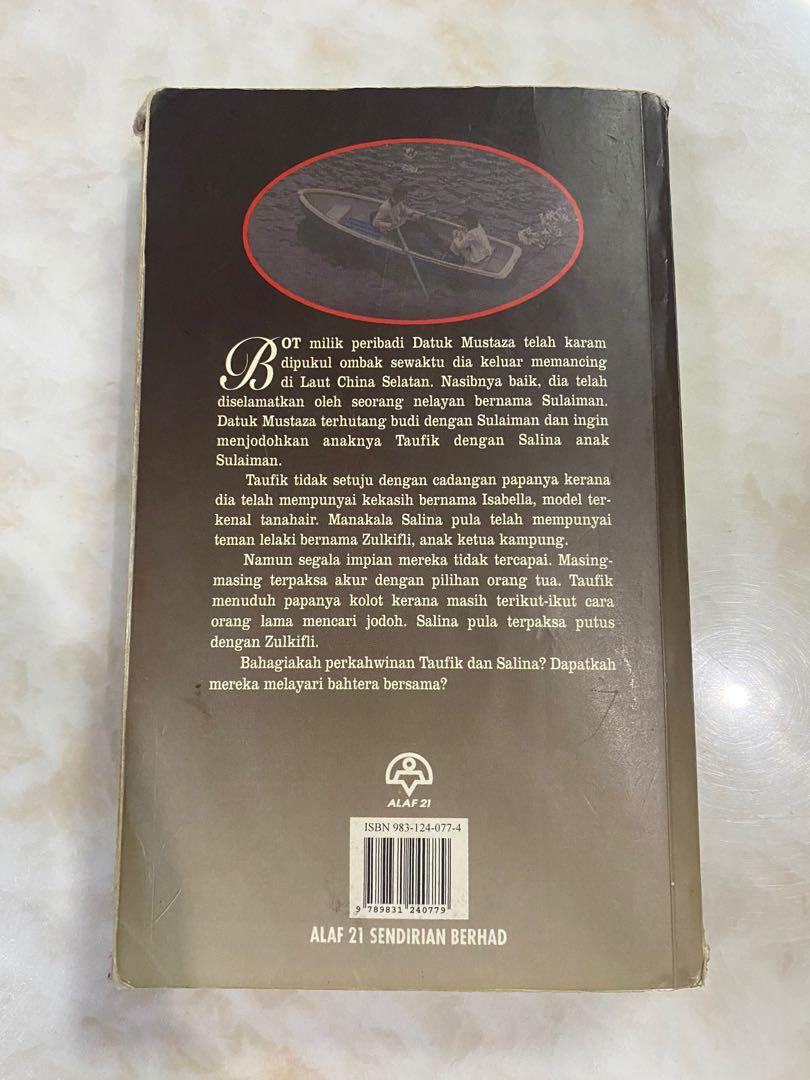 BOT milik peribadi Datuk Mustaza telah karam
dipukul ombak sewaktu dia keluar memancing
di Laut China Selatan. Nasibnya baik, dia telah
diselamatkan oleh seorang nelayan bernama Sulaiman.
Datuk Mustaza terhutang budi dengan Sulaiman dan ingin
menjodohkan anaknya Taufik dengan Salina anak
Sulaiman.
Taufik tidak setuju dengan cadangan papanya kerana
dia telah mempunyai kekasih bernama Isabella, model ter-
kenal tanahair. Manakala Salina pula telah mempunyai
teman lelaki bernama Zulkifli, anak ketua kampung.
Namun segala impian mereka tidak tercapai. Masing-
masing terpaksa akur dengan pilihan orang tua. Taufik
menuduh papanya kolot kerana masih terikut-ikut cara
orang lama mencari jodoh. Salina pula terpaksa putus
dengan Zulkifli.
Bahagiakah perkahwinan Taufik dan Salina? Dapatkah
mereka melayari bahtera bersama?
ALAF 21
ISBN 983-124-077-4
9 789831 240779
ALAF 21 SENDIRIAN BERHAD